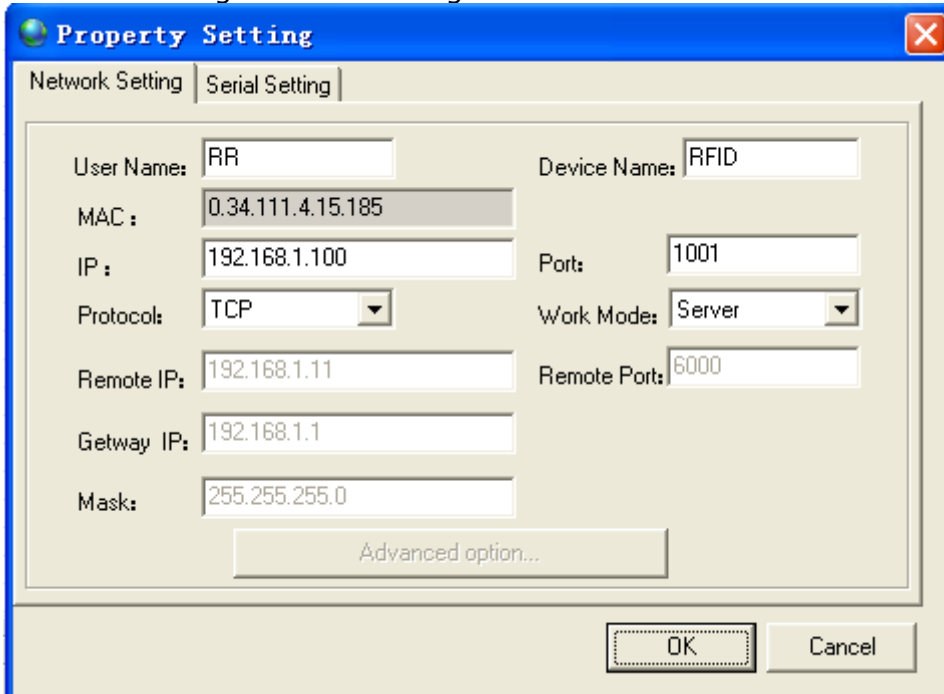 Property Setting
Network Setting Serial Setting
User Name: RR Device Name: RFID
MAC: 0.34.111.4.15.185
IP: 192.168.1.100 Port: 1001
Protocol: TCP Work Mode: Server
Remote IP: 192.168.1.11 Remote Port: 6000
Getway IP: 192.168.1.1
Mask: 255.255.255.0
Advanced option...
OK Cancel